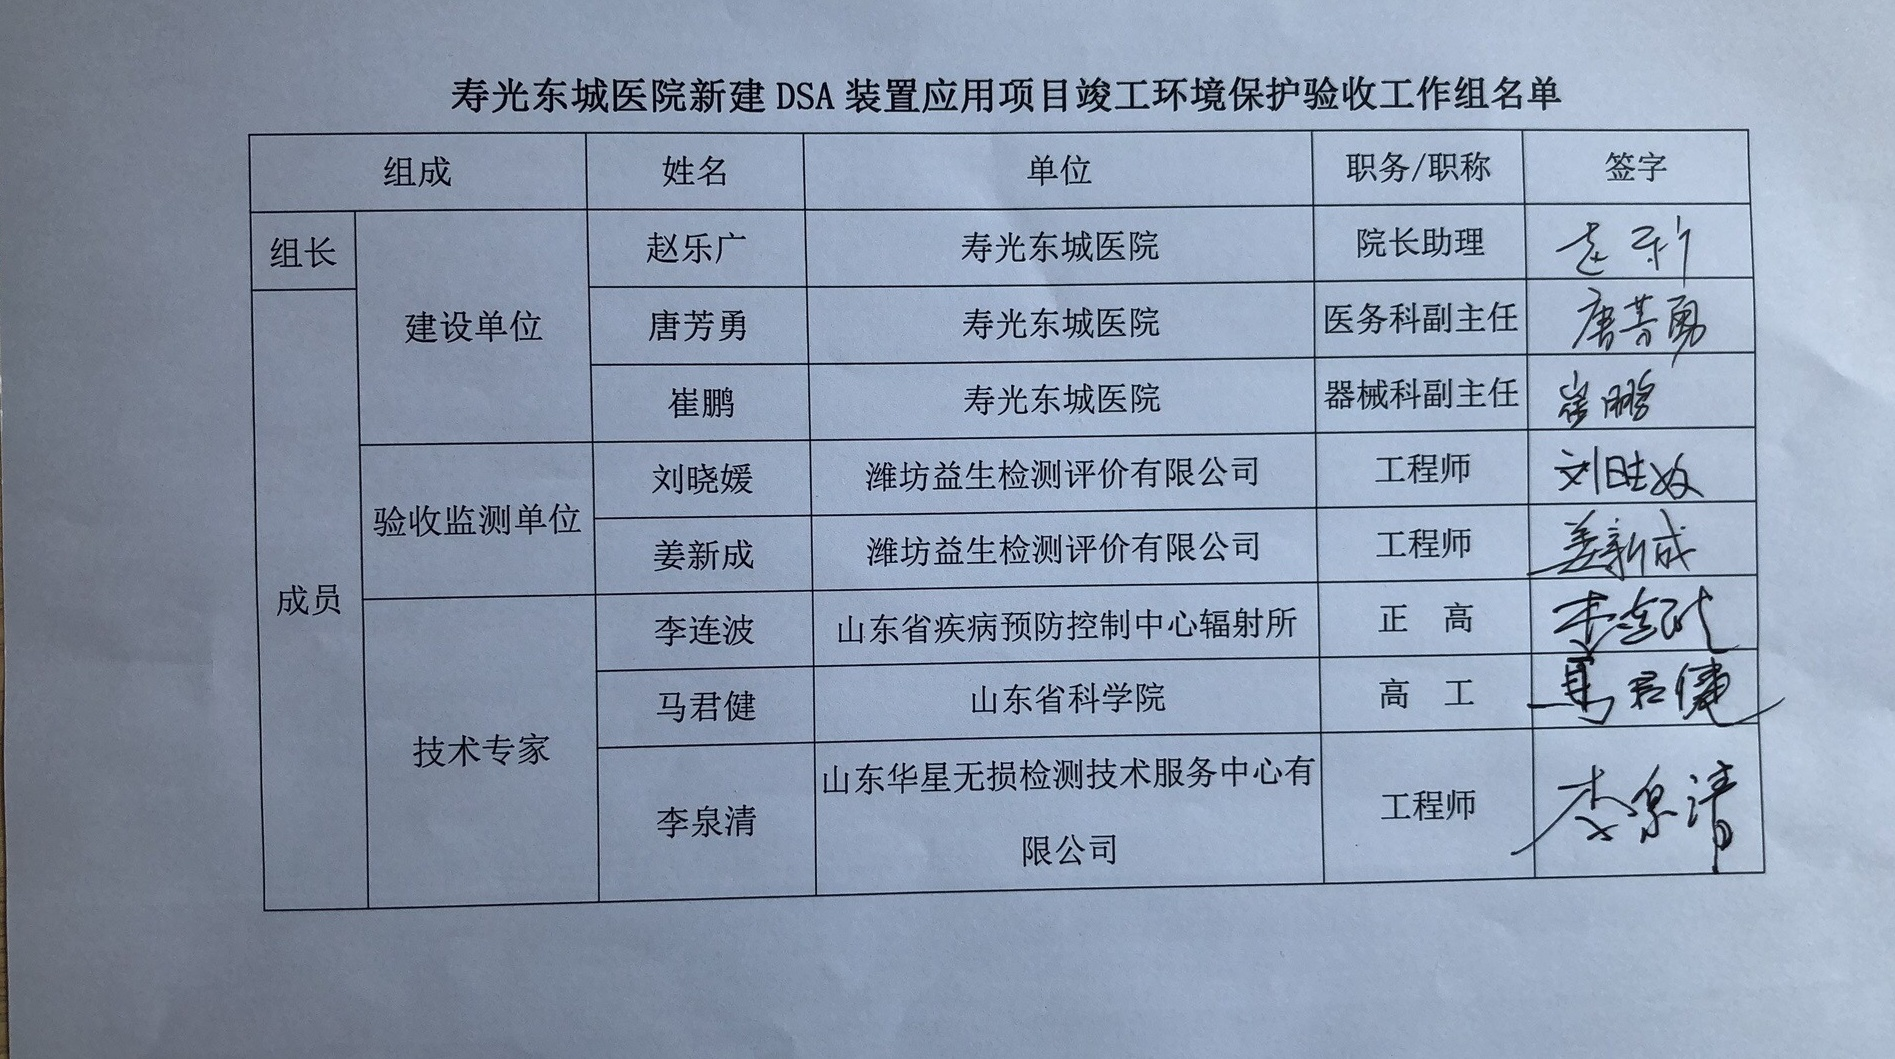 寿光东城医院新建 DSA 装置应用项目竣工环境保护验收工作组名单
组成 姓名 单位 职务/职称 签字
组长 建设单位 赵乐广 寿光东城医院 院长助理
成员 唐芳勇 寿光东城医院 医务科副主任 唐芳勇
崔鹏 寿光东城医院 器械科副主任 崔鹏
验收监测单位 刘晓媛 潍坊益生检测评价有限公司 工程师 刘晓媛
姜新成 潍坊益生检测评价有限公司 工程师 姜新成
技术专家 李连波 山东省疾病预防控制中心辐射所 正 高 李连波
马君健 山东省科学院 高 工 馬君健
李泉清 山东华星无损检测技术服务中心有 工程师 李泉清
限公司